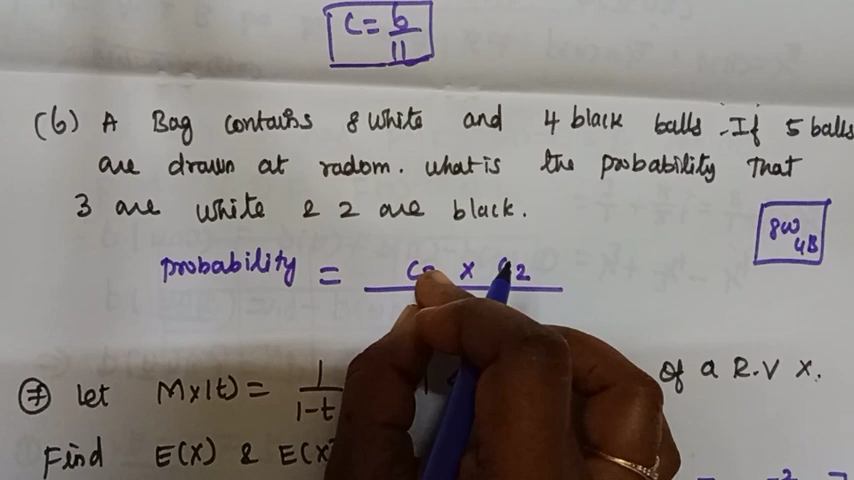 C = 6/11
(b) A Bag contains 8 white and 4 black balls. If 5 balls
are drawn at radom. what is the probability That
3 are white & 2 are black.
8W
4B
probability = C × C2
7 Let Mx(t) = 1/1-t of a R.V X.
Find E(X) & E(X